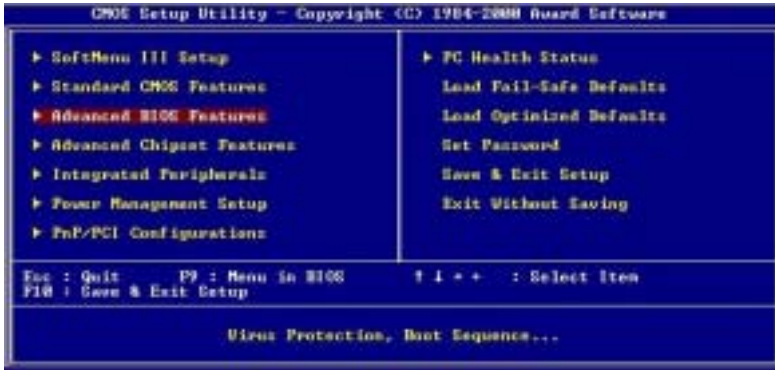 CMOS Setup Utility - Copyright (C) 1984-2000 Award Software
▶ SoftMenu III Setup
▶ Standard CMOS Features
▶ Advanced BIOS Features
▶ Advanced Chipset Features
▶ Integrated Peripherals
▶ Power Management Setup
▶ PnP/PCI Configurations
▶ PC Health Status
Load Fail-Safe Defaults
Load Optimized Defaults
Set Password
Save & Exit Setup
Exit Without Saving
Esc : Quit F9 : Menu in BIOS ↑ ↓ → ← : Select Item
F10 : Save & Exit Setup
Virus Protection, Boot Sequence...